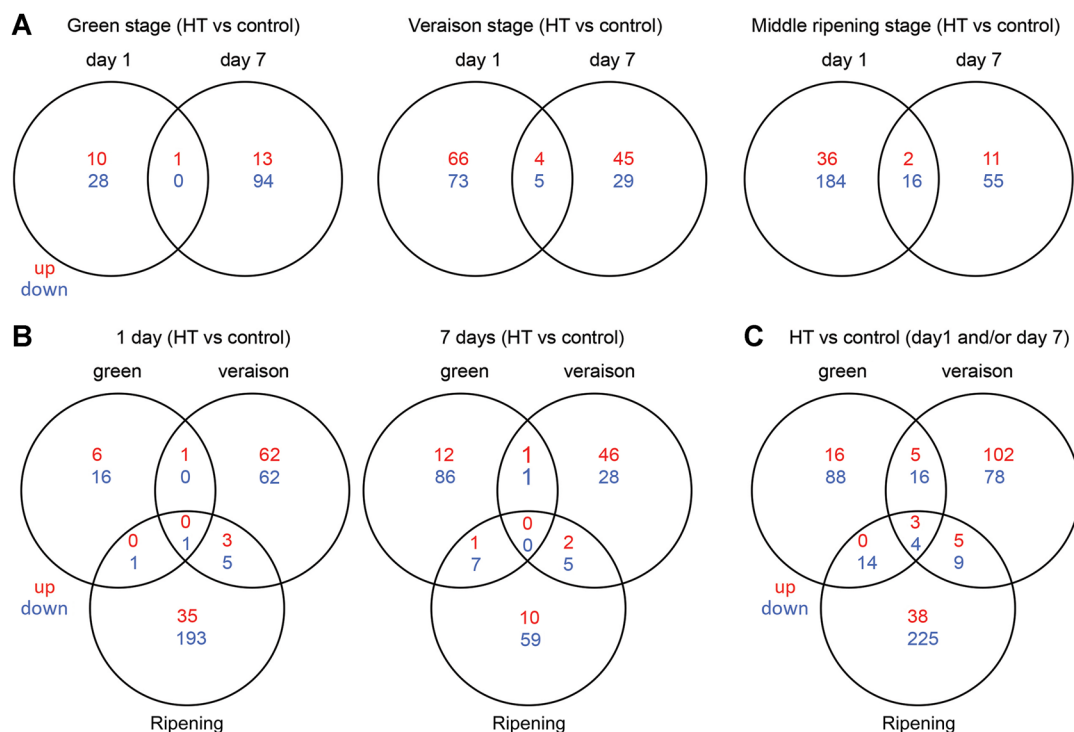 A
Green stage (HT vs control)
day 1 day 7
10 1 13
28 0 94
up
down
Veraison stage (HT vs control)
day 1 day 7
66 4 45
73 5 29
Middle ripening stage (HT vs control)
day 1 day 7
36 2 11
184 16 55
B
1 day (HT vs control)
green veraison
6 1 62
16 0 62
0 0 3
1 1 5
up
down
35
193
Ripening
7 days (HT vs control)
green veraison
12 1 46
86 1 28
1 0 2
7 0 5
10
59
Ripening
C
HT vs control (day1 and/or day 7)
green veraison
16 5 102
88 16 78
0 3 5
14 4 9
up
down
38
225
Ripening